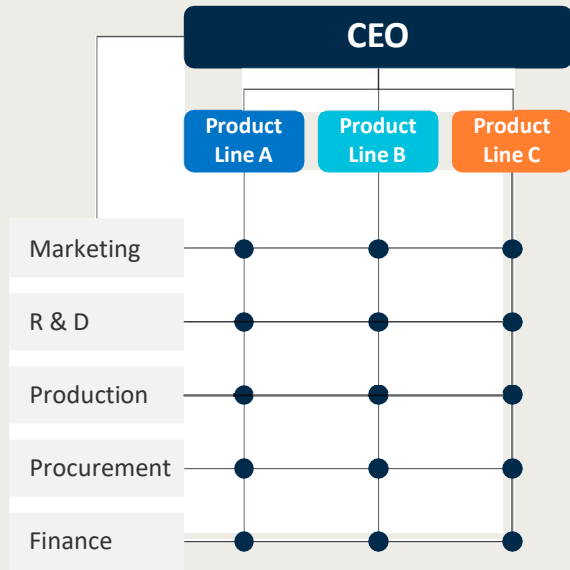 CEO
Product
Line A
Product
Line B
Product
Line C
Marketing
R & D
Production
Procurement
Finance